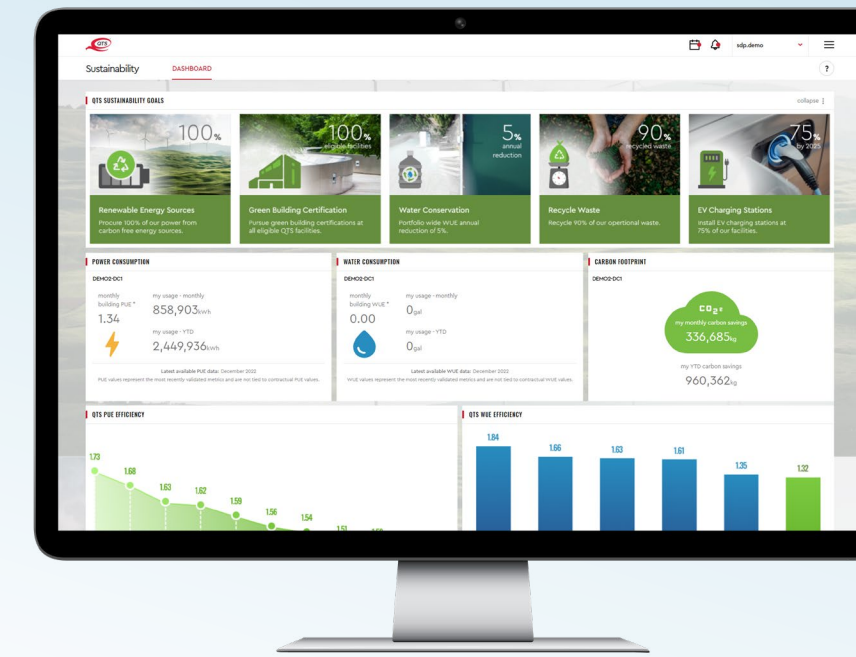 QTS
sdp.demo
Sustainability
DASHBOARD
?
QTS SUSTAINABILITY GOALS
collapse
100%
Renewable Energy Sources
Procure 100% of our power from
carbon free energy sources.
100%
eligible facilities
Green Building Certification
Pursue green building certifications at
all eligible QTS facilities.
5%
annual
reduction
Water Conservation
Portfolio wide WUE annual
reduction of 5%.
90%
recycled waste
Recycle Waste
Recycle 90% of our opertional waste.
75%
by 2025
EV Charging Stations
Install EV charging stations at
75% of our facilities.
POWER CONSUMPTION
DEMO2-DC1
monthly
building PUE *
1.34
my usage - monthly
858,903kWh
my usage - YTD
2,449,936kWh
Latest available PUE data: December 2022
PUE values represent the most recently validated metrics and are not tied to contractual PUE values.
WATER CONSUMPTION
DEMO2-DC1
monthly
building WUE *
0.00
my usage - monthly
0gal
my usage - YTD
0gal
Latest available WUE data: December 2022
WUE values represent the most recently validated metrics and are not tied to contractual WUE values.
CARBON FOOTPRINT
DEMO2-DC1
CO2e
my monthly carbon savings
336,685kg
my YTD carbon savings
960,362kg
QTS PUE EFFICIENCY
1.73
1.68
1.63
1.62
1.59
1.56
1.54
1.51
QTS WUE EFFICIENCY
1.84
1.66
1.63
1.61
1.35
1.32